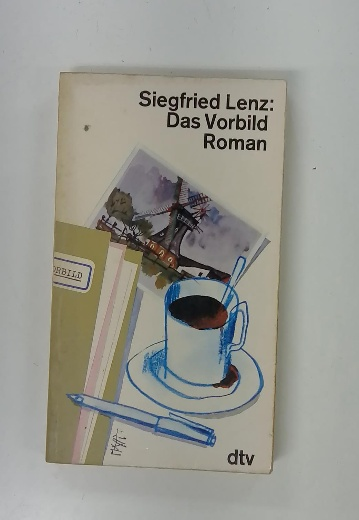 Siegfried Lenz:
Das Vorbild
Roman
ORBILD
dtv